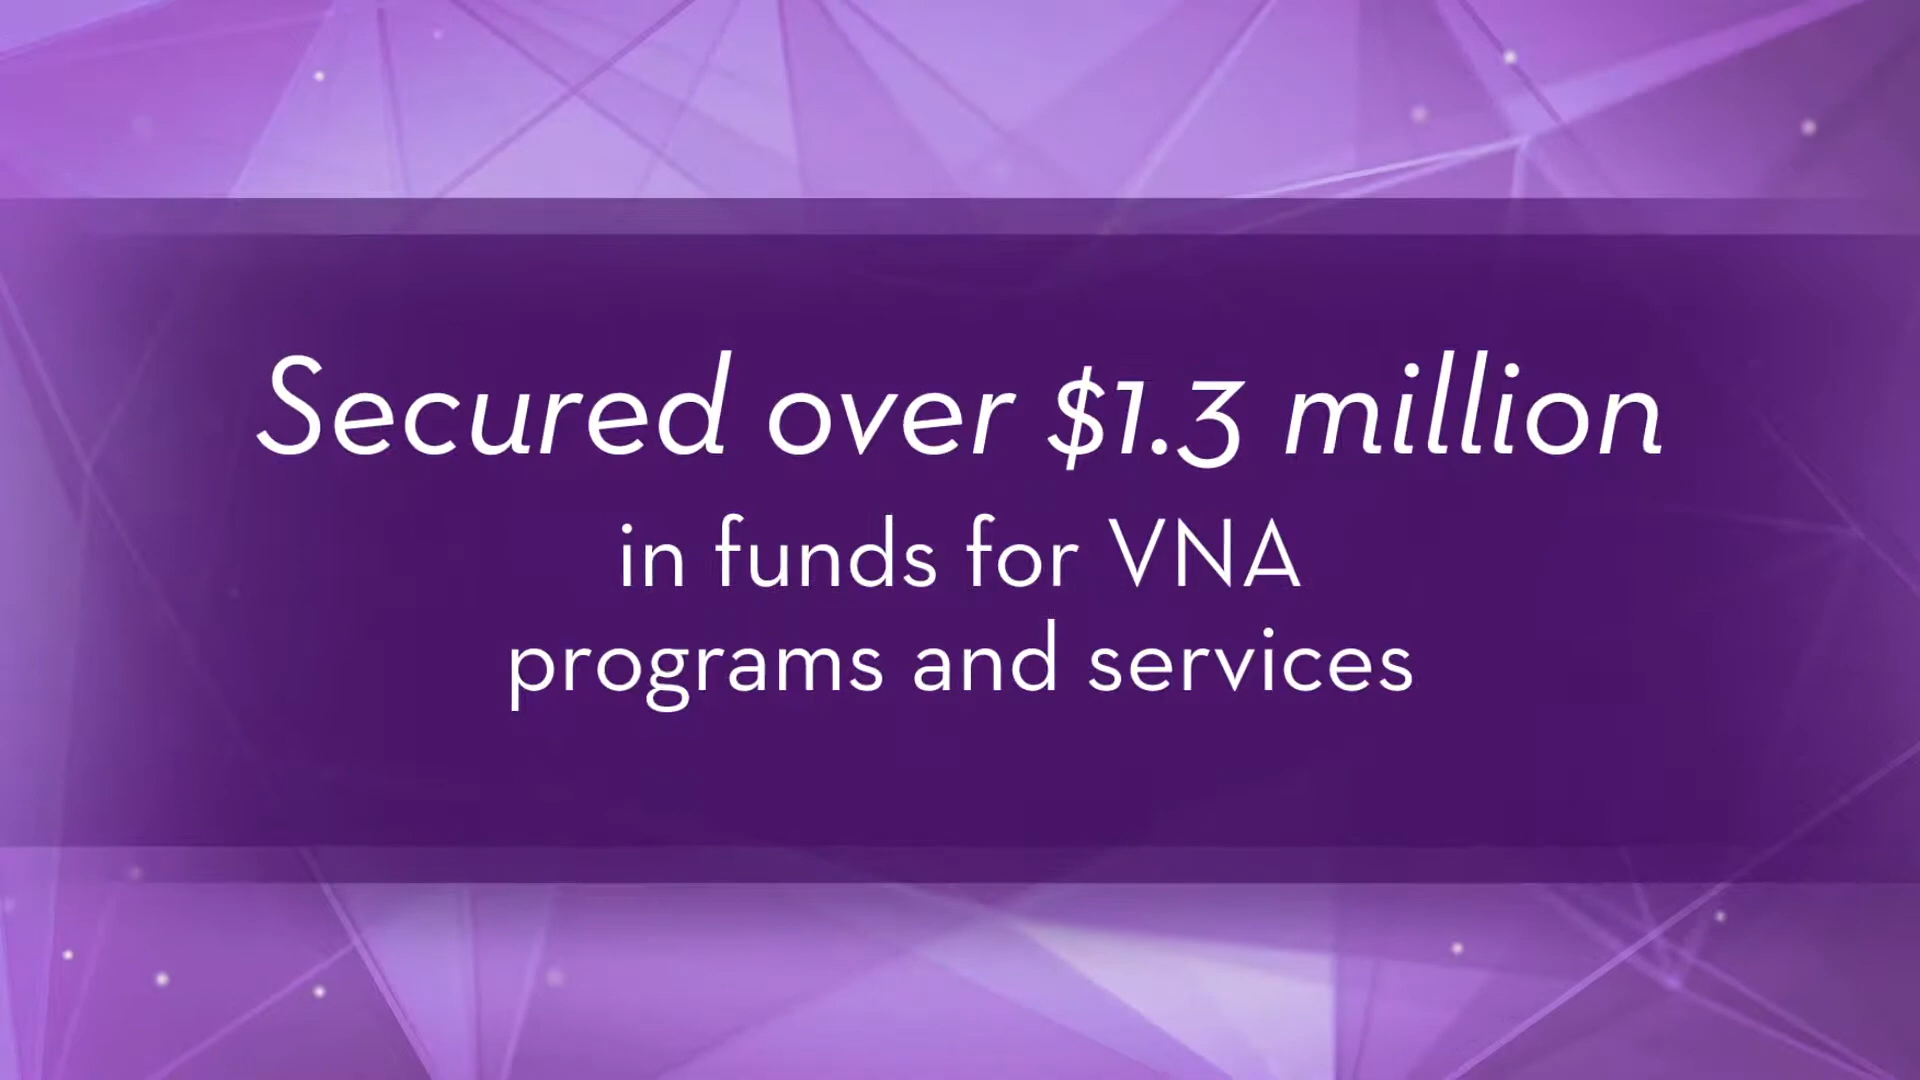 Secured over $1.3 million
in funds for VNA
programs and services